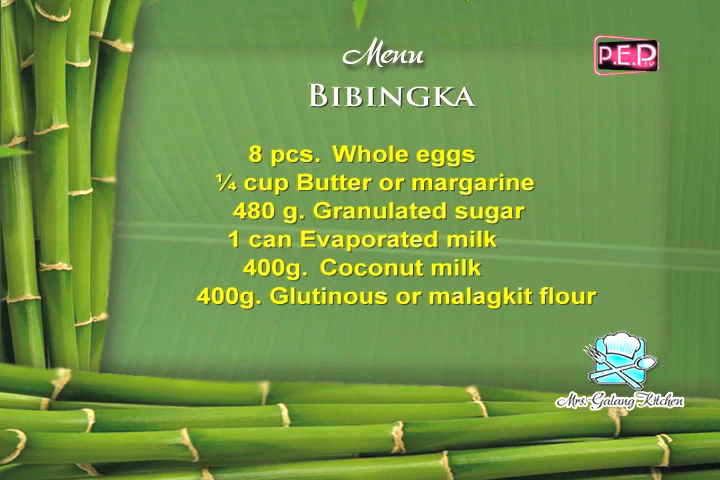 Menu
P.E.P
TV
BIBINGKA
8 pcs. Whole eggs
¼ cup Butter or margarine
480 g. Granulated sugar
1 can Evaporated milk
400g. Coconut milk
400g. Glutinous or malagkit flour
Mrs. Galang Kitchen